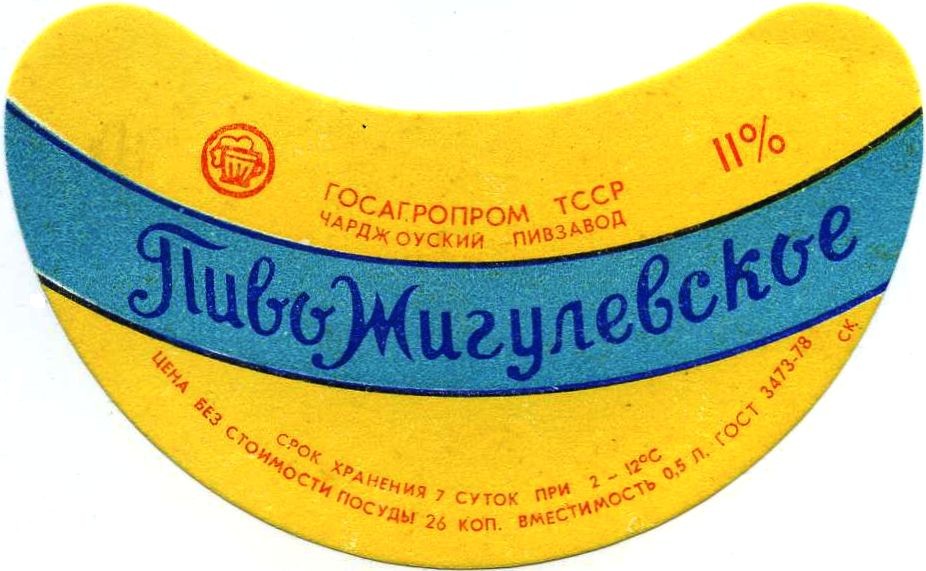 11%
ГОСАГРОПРОМ ТССР
ЧАРДЖОУСКИЙ ПИВЗАВОД
Пиво Жигулевское
СРОК ХРАНЕНИЯ 7 СУТОК ПРИ 2 – 12°С
ЦЕНА БЕЗ СТОИМОСТИ ПОСУДЫ 26 КОП. ВМЕСТИМОСТЬ 0,5 Л. ГОСТ 3473-78 СК